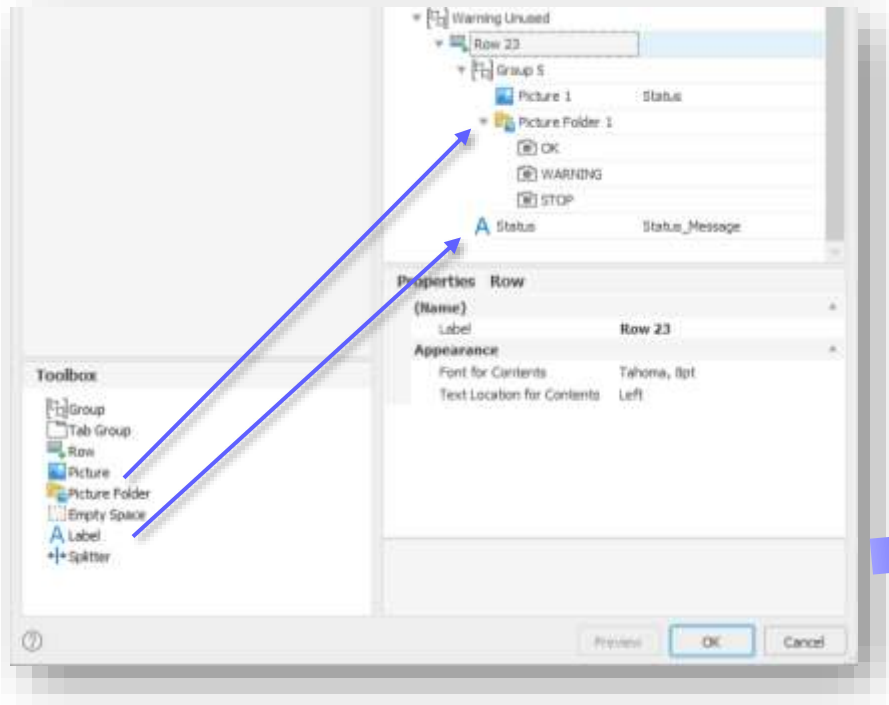 Warning Unused
Row 23
Group 5
Picture 1 Status
Picture Folder 1
OK
WARNING
STOP
A Status Status_Message
Properties Row
(Name)
Label Row 23
Appearance
Font for Contents Tahoma, 8pt
Text Location for Contents Left
Toolbox
Group
Tab Group
Row
Picture
Picture Folder
Empty Space
A Label
Splitter
? Preview OK Cancel